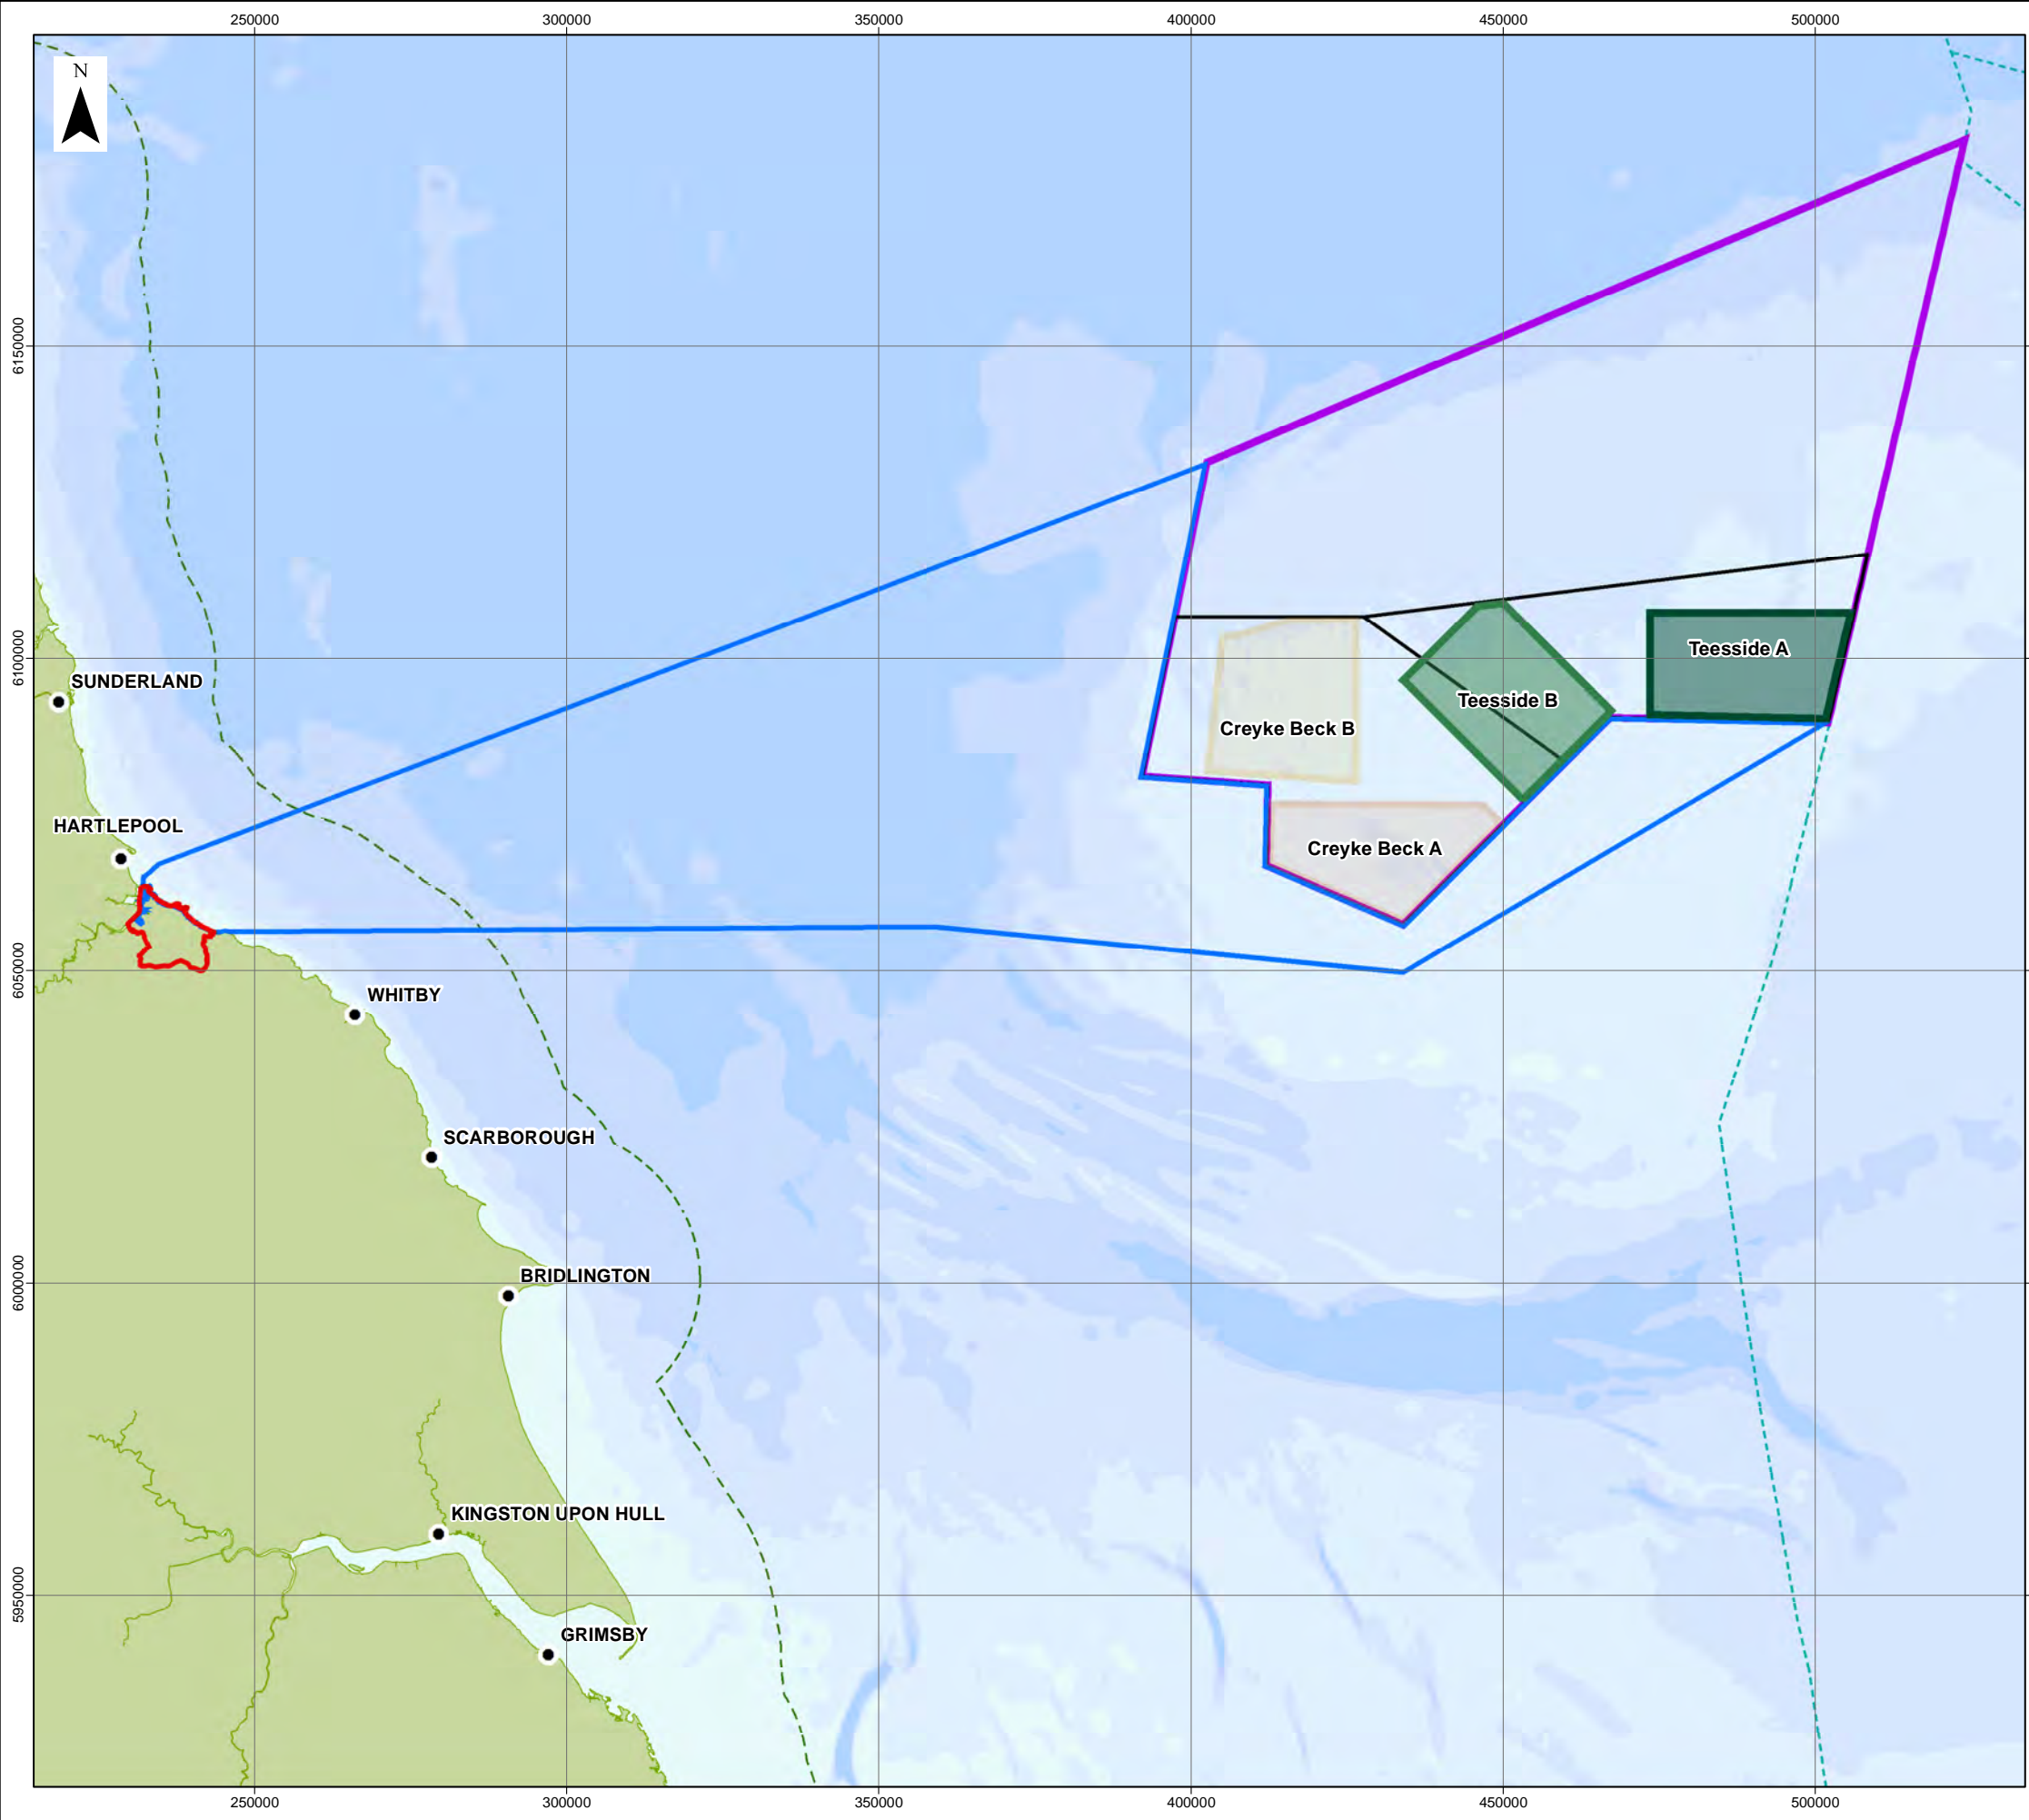 250000 300000 350000 400000 450000 500000
N
6150000
6100000
6050000
6000000
5950000
Teesside A
Teesside B
Creyke Beck B
Creyke Beck A
SUNDERLAND
HARTLEPOOL
WHITBY
SCARBOROUGH
BRIDLINGTON
KINGSTON UPON HULL
GRIMSBY
250000 300000 350000 400000 450000 500000